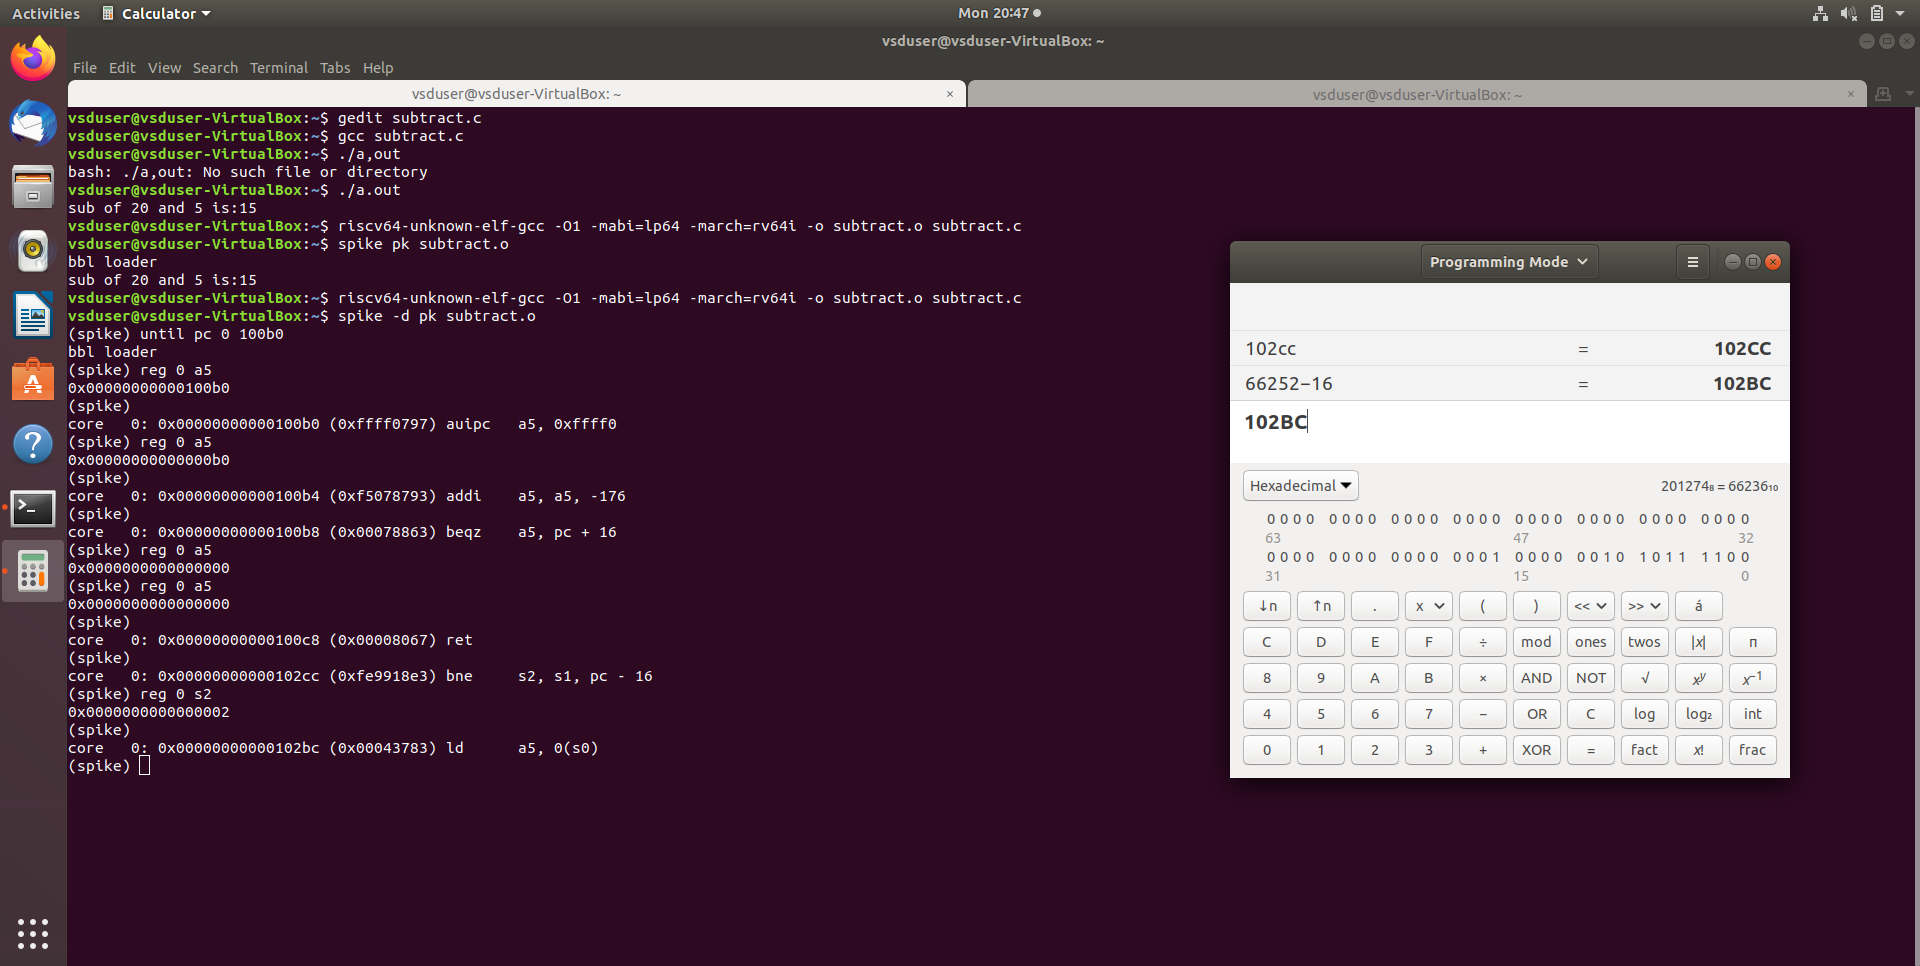 Activities Calculator Mon 20:47
vsduser@vsduser-VirtualBox: ~
File Edit View Search Terminal Tabs Help
vsduser@vsduser-VirtualBox: ~ × vsduser@vsduser-VirtualBox: ~ ×
vsduser@vsduser-VirtualBox:~$ gedit subtract.c
vsduser@vsduser-VirtualBox:~$ gcc subtract.c
vsduser@vsduser-VirtualBox:~$ ./a,out
bash: ./a,out: No such file or directory
vsduser@vsduser-VirtualBox:~$ ./a.out
sub of 20 and 5 is:15
vsduser@vsduser-VirtualBox:~$ riscv64-unknown-elf-gcc -O1 -mabi=lp64 -march=rv64i -o subtract.o subtract.c
vsduser@vsduser-VirtualBox:~$ spike pk subtract.o
bbl loader
sub of 20 and 5 is:15
vsduser@vsduser-VirtualBox:~$ riscv64-unknown-elf-gcc -O1 -mabi=lp64 -march=rv64i -o subtract.o subtract.c
vsduser@vsduser-VirtualBox:~$ spike -d pk subtract.o
(spike) until pc 0 100b0
bbl loader
(spike) reg 0 a5
0x00000000000100b0
(spike)
core   0: 0x00000000000100b0 (0xffff0797) auipc   a5, 0xffff0
(spike) reg 0 a5
0x00000000000000b0
(spike)
core   0: 0x00000000000100b4 (0xf5078793) addi    a5, a5, -176
(spike)
core   0: 0x00000000000100b8 (0x00078863) beqz    a5, pc + 16
(spike) reg 0 a5
0x0000000000000000
(spike) reg 0 a5
0x0000000000000000
(spike)
core   0: 0x00000000000100c8 (0x00008067) ret
(spike)
core   0: 0x00000000000102cc (0xfe9918e3) bne     s2, s1, pc - 16
(spike) reg 0 s2
0x0000000000000002
(spike)
core   0: 0x00000000000102bc (0x00043783) ld      a5, 0(s0)
(spike)
Programming Mode
102cc = 102CC
66252−16 = 102BC
102BC
Hexadecimal 201274₈ = 66236₁₀
0000 0000 0000 0000 0000 0000 0000 0000
63 47 32
0000 0000 0000 0001 0000 0010 1011 1100
31 15 0
↓n ↑n . x ( ) << >> á
C D E F ÷ mod ones twos |x| π
8 9 A B × AND NOT √ xʸ x⁻¹
4 5 6 7 − OR C log log₂ int
0 1 2 3 + XOR = fact x! frac